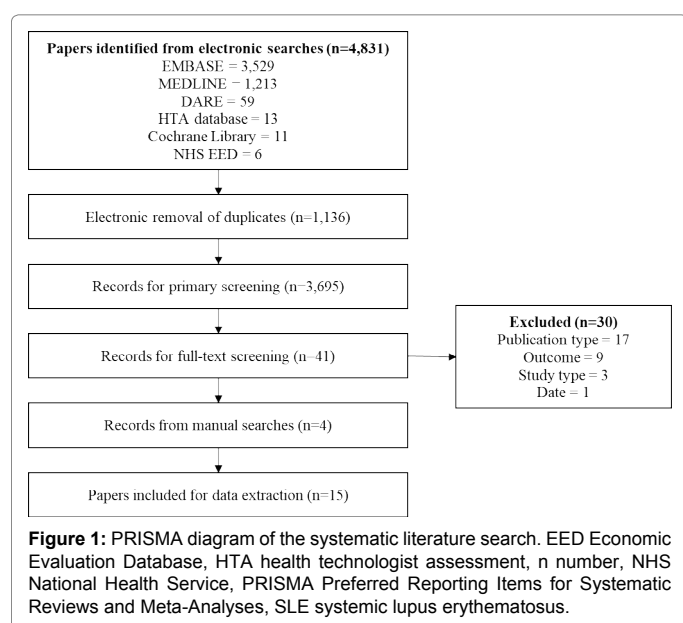 Papers identified from electronic searches (n=4,831)
EMBASE = 3,529
MEDLINE = 1,213
DARE = 59
HTA database = 13
Cochrane Library = 11
NHS EED = 6
Electronic removal of duplicates (n=1,136)
Records for primary screening (n=3,695)
Records for full-text screening (n=41)
Excluded (n=30)
Publication type = 17
Outcome = 9
Study type = 3
Date = 1
Records from manual searches (n=4)
Papers included for data extraction (n=15)
Figure 1: PRISMA diagram of the systematic literature search. EED Economic
Evaluation Database, HTA health technologist assessment, n number, NHS
National Health Service, PRISMA Preferred Reporting Items for Systematic
Reviews and Meta-Analyses, SLE systemic lupus erythematosus.